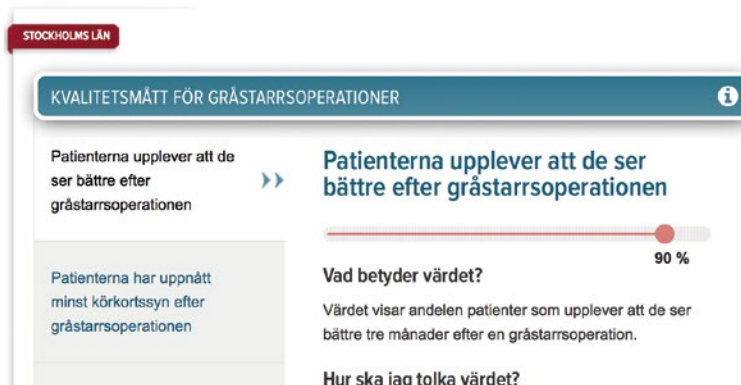 STOCKHOLMS LÄN
KVALITETSMÅTT FÖR GRÅSTARRSOPERATIONER
i
Patienterna upplever att de
ser bättre efter
gråstarrsoperationen
Patienterna har uppnått
minst körkortssyn efter
gråstarrsoperationen
Patienterna upplever att de ser
bättre efter gråstarrsoperationen
90 %
Vad betyder värdet?
Värdet visar andelen patienter som upplever att de ser
bättre tre månader efter en gråstarrsoperation.
Hur ska jag tolka värdet?